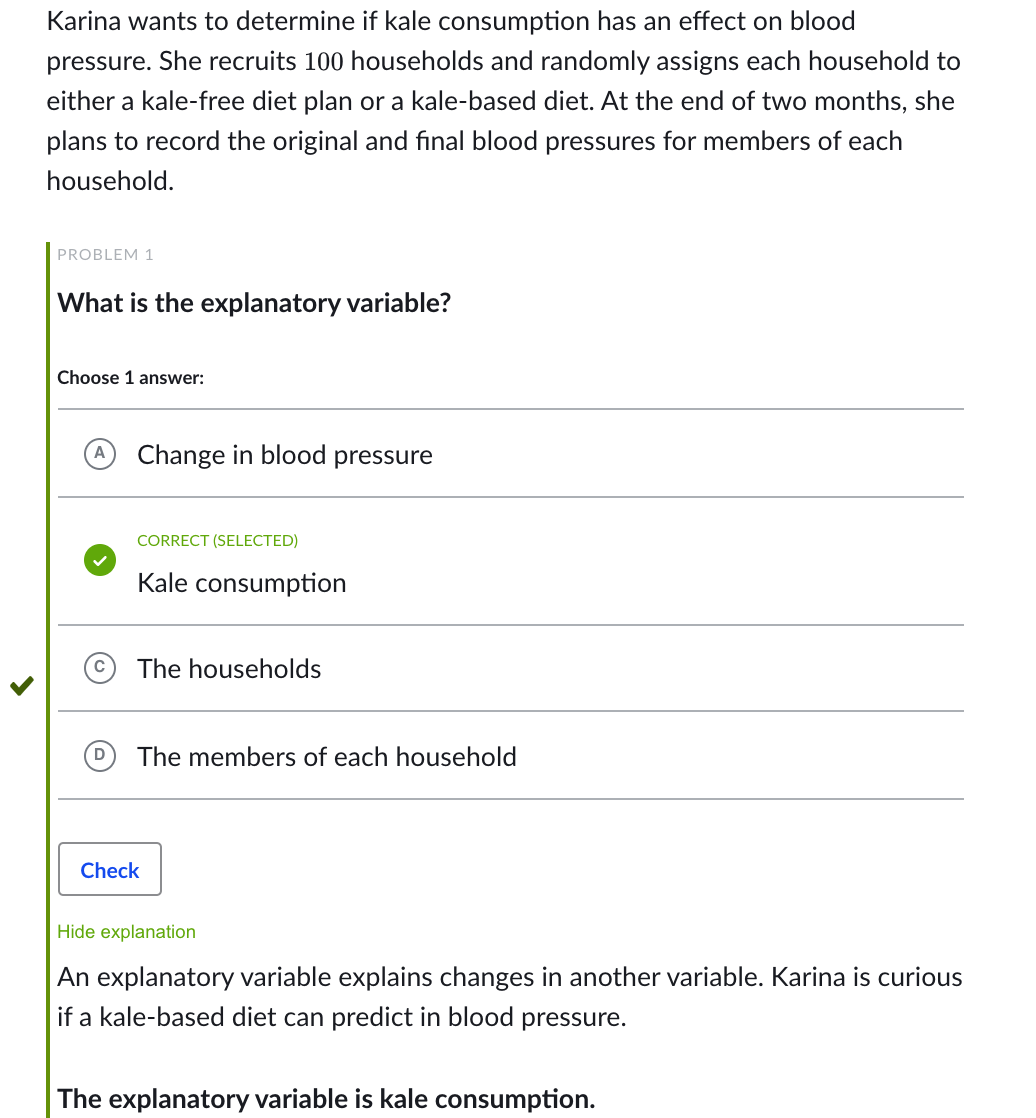 Karina wants to determine if kale consumption has an effect on blood
pressure. She recruits 100 households and randomly assigns each household to
either a kale-free diet plan or a kale-based diet. At the end of two months, she
plans to record the original and final blood pressures for members of each
household.
PROBLEM 1
What is the explanatory variable?
Choose 1 answer:
A Change in blood pressure
CORRECT (SELECTED)
Kale consumption
C The households
D The members of each household
Check
Hide explanation
An explanatory variable explains changes in another variable. Karina is curious
if a kale-based diet can predict in blood pressure.
The explanatory variable is kale consumption.